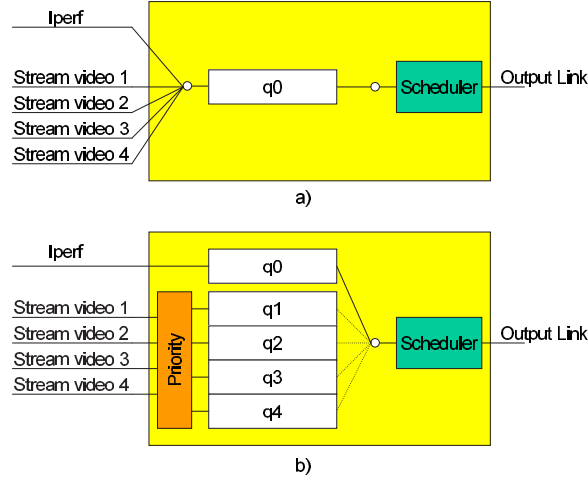 Iperf
Stream video 1
Stream video 2
Stream video 3
Stream video 4
q0
Scheduler
Output Link
a)
Iperf
Stream video 1
Stream video 2
Stream video 3
Stream video 4
Priority
q0
q1
q2
q3
q4
Scheduler
Output Link
b)